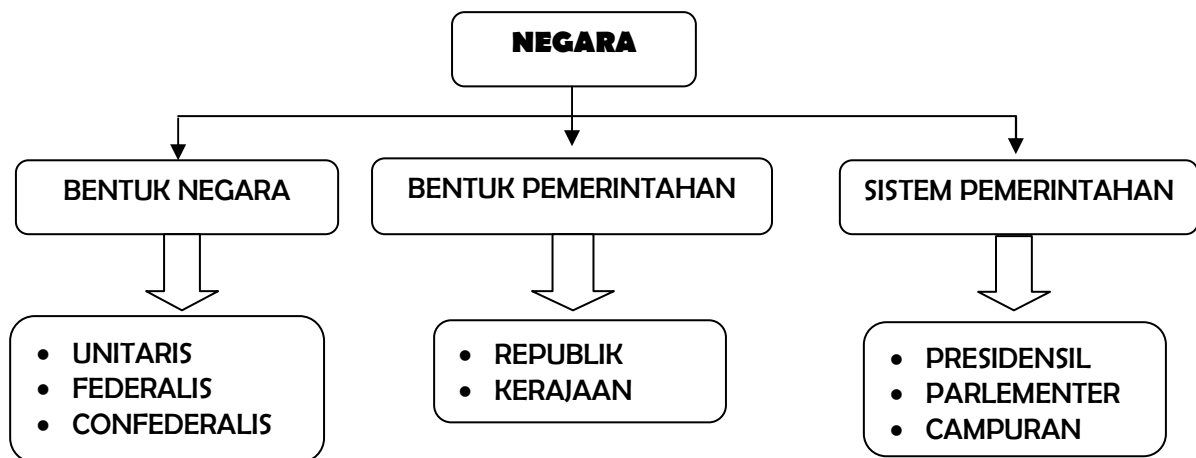 NEGARA
BENTUK NEGARA
BENTUK PEMERINTAHAN
SISTEM PEMERINTAHAN
• UNITARIS
• FEDERALIS
• CONFEDERALIS
• REPUBLIK
• KERAJAAN
• PRESIDENSIL
• PARLEMENTER
• CAMPURAN